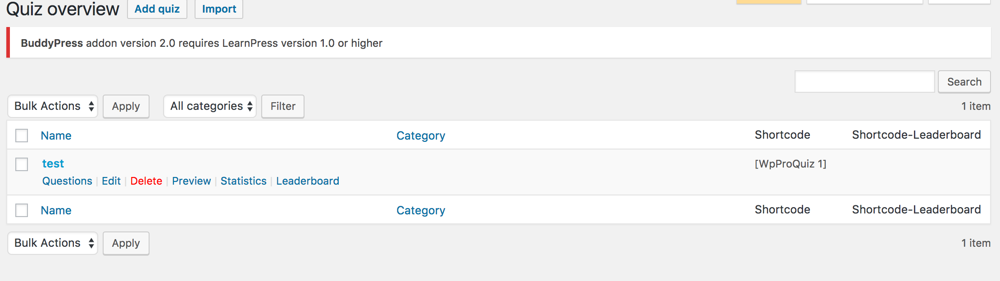 Quiz overview Add quiz Import
BuddyPress addon version 2.0 requires LearnPress version 1.0 or higher
Search
Bulk Actions Apply All categories Filter 1 item
Name Category Shortcode Shortcode-Leaderboard
test [WpProQuiz 1]
Questions | Edit | Delete | Preview | Statistics | Leaderboard
Name Category Shortcode Shortcode-Leaderboard
Bulk Actions Apply 1 item